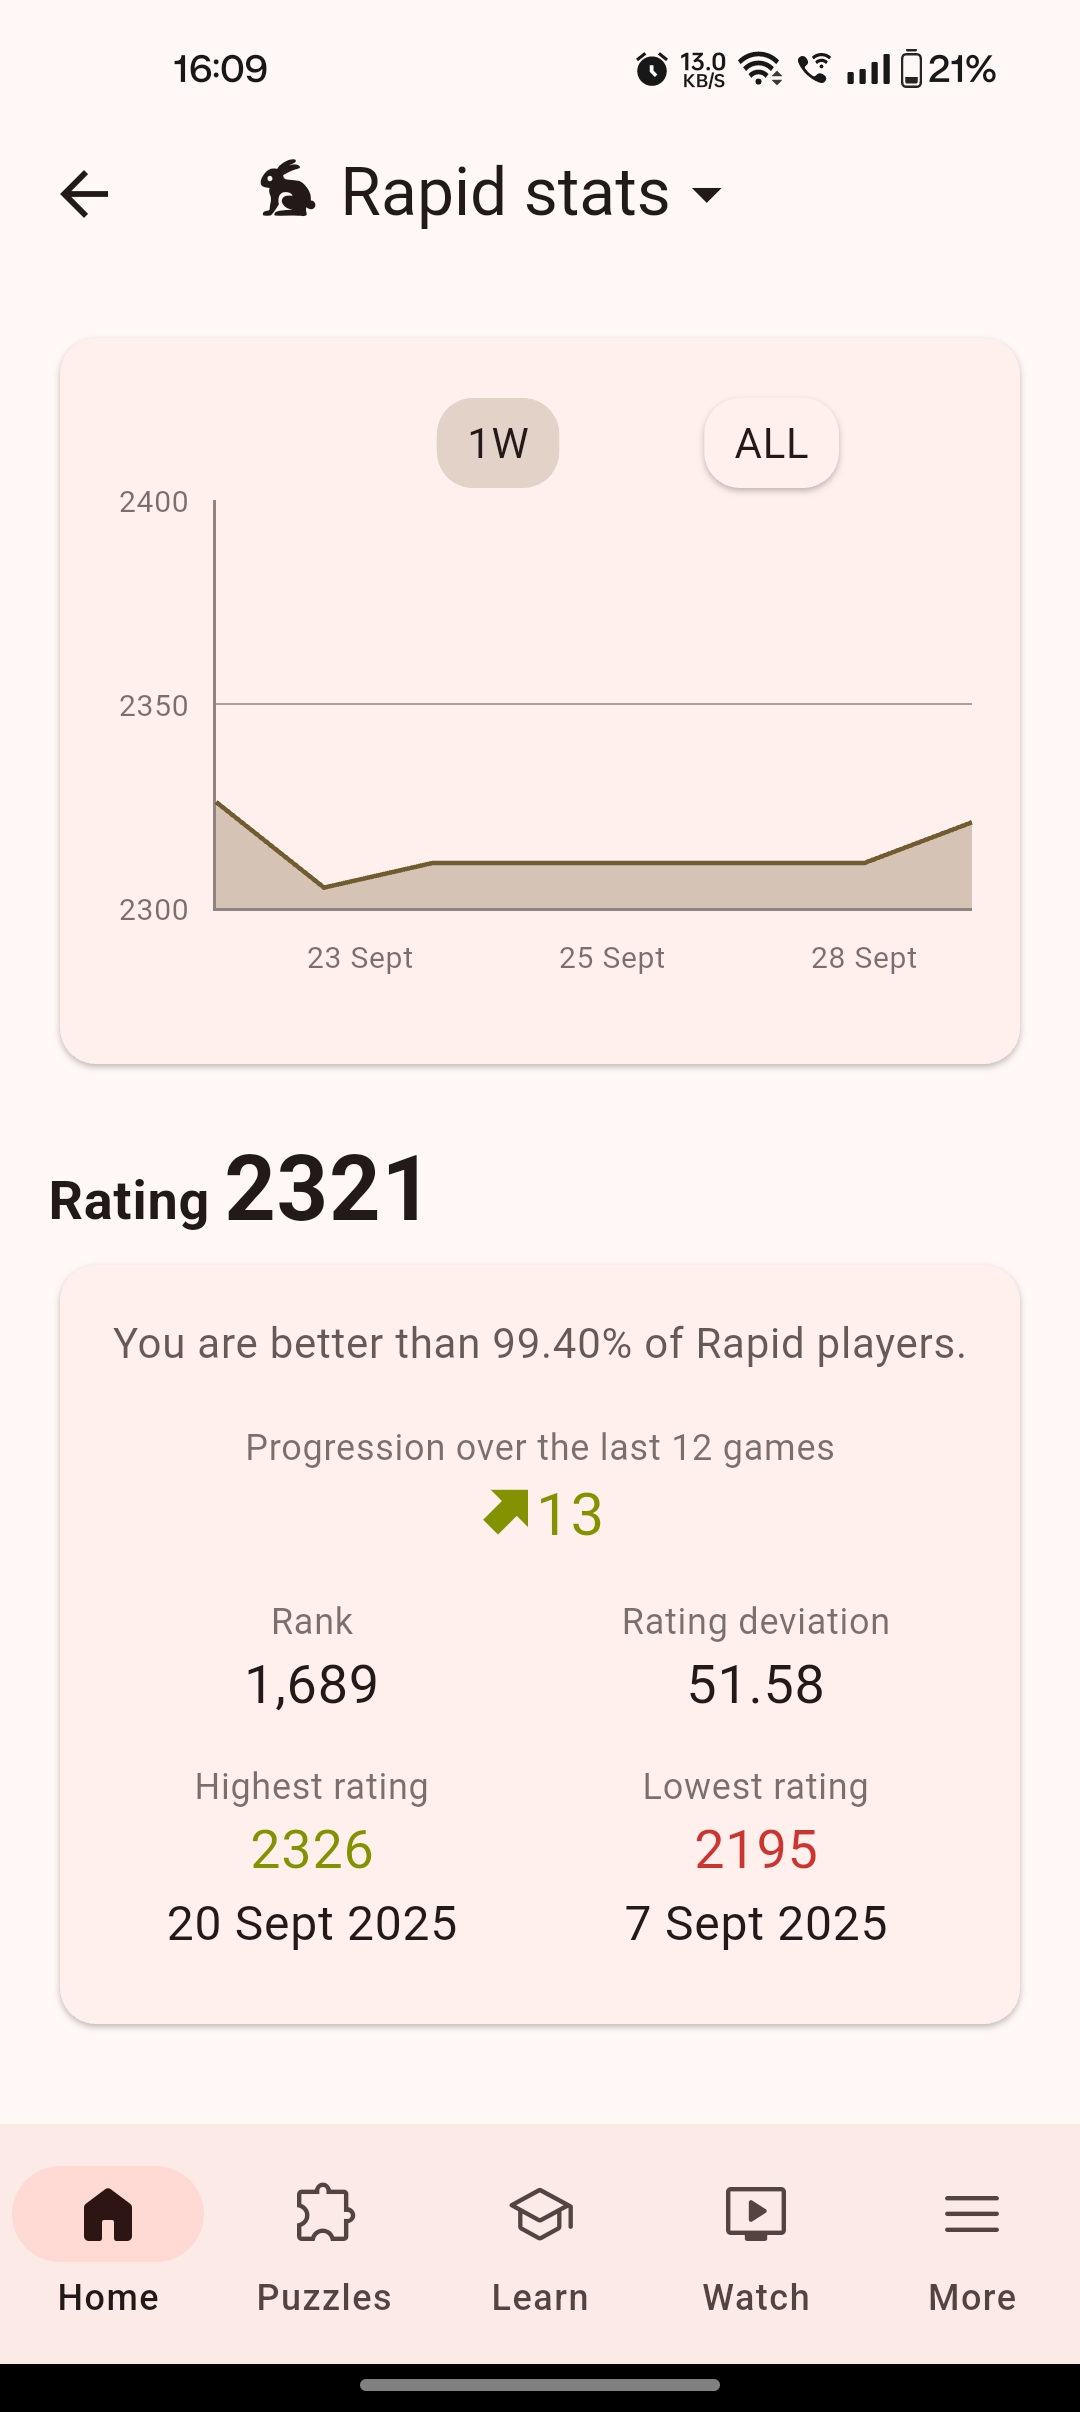 16:09 13.0 KB/S 21%
Rapid stats
1W ALL
2400
2350
2300
23 Sept 25 Sept 28 Sept
Rating 2321
You are better than 99.40% of Rapid players.
Progression over the last 12 games
13
Rank Rating deviation
1,689 51.58
Highest rating Lowest rating
2326 2195
20 Sept 2025 7 Sept 2025
Home Puzzles Learn Watch More